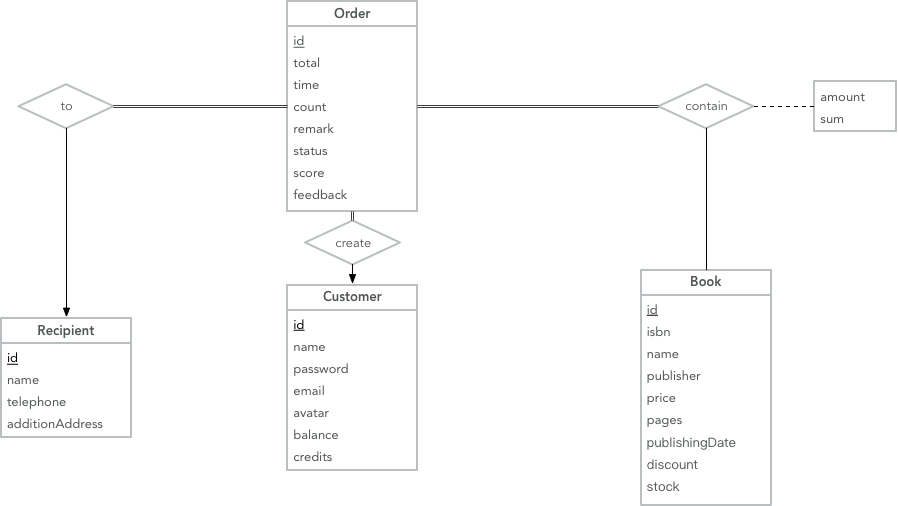 Order
id
total
time
count
remark
status
score
feedback
to
contain
amount
sum
create
Customer
id
name
password
email
avatar
balance
credits
Recipient
id
name
telephone
additionAddress
Book
id
isbn
name
publisher
price
pages
publishingDate
discount
stock